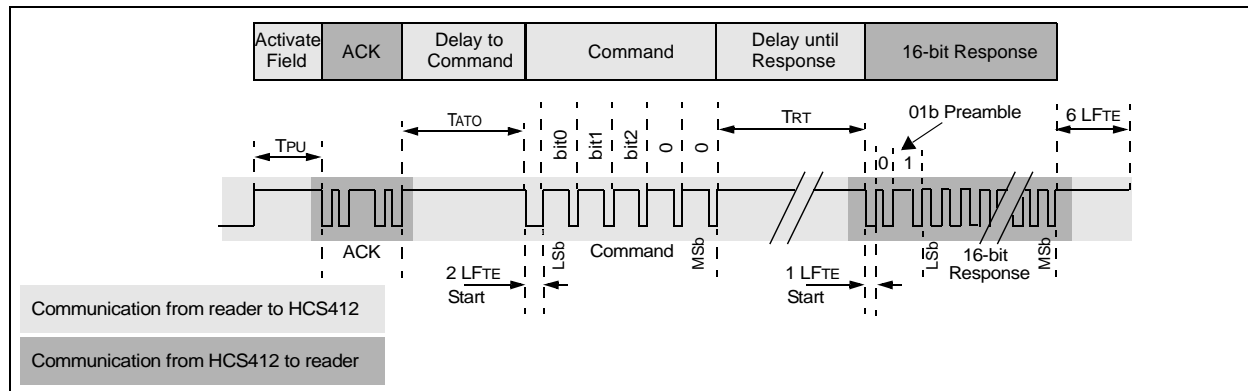 Activate
Field
ACK
Delay to
Command
Command
Delay until
Response
16-bit Response
TPU
TATO
bit0
bit1
bit2
0
0
TRT
01b Preamble
0 1
6 LFTE
ACK
LSb
Command
MSb
LSb
16-bit
Response
MSb
2 LFTE
Start
1 LFTE
Start
Communication from reader to HCS412
Communication from HCS412 to reader